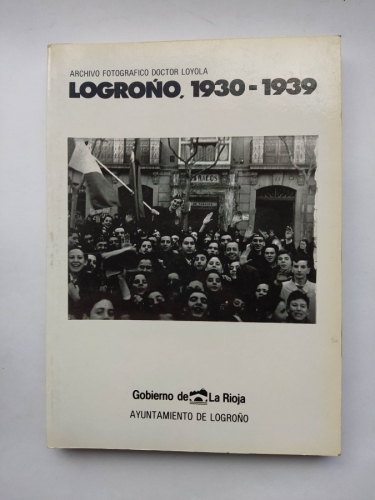 ARCHIVO FOTOGRAFICO DOCTOR LOYOLA
LOGROÑO, 1930-1939
Gobierno de La Rioja
AYUNTAMIENTO DE LOGROÑO